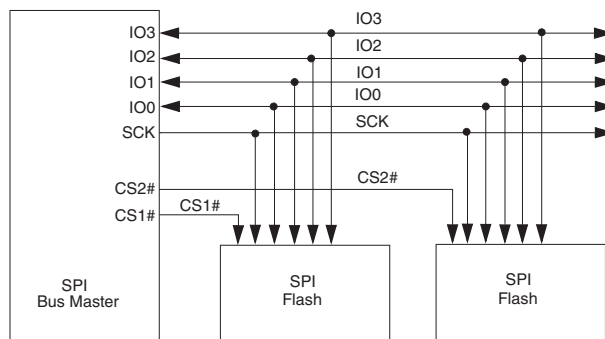 IO3
IO3
IO2
IO2
IO1
IO1
IO0
IO0
SCK
SCK
CS2#
CS2#
CS1#
CS1#
SPI
Bus Master
SPI
Flash
SPI
Flash